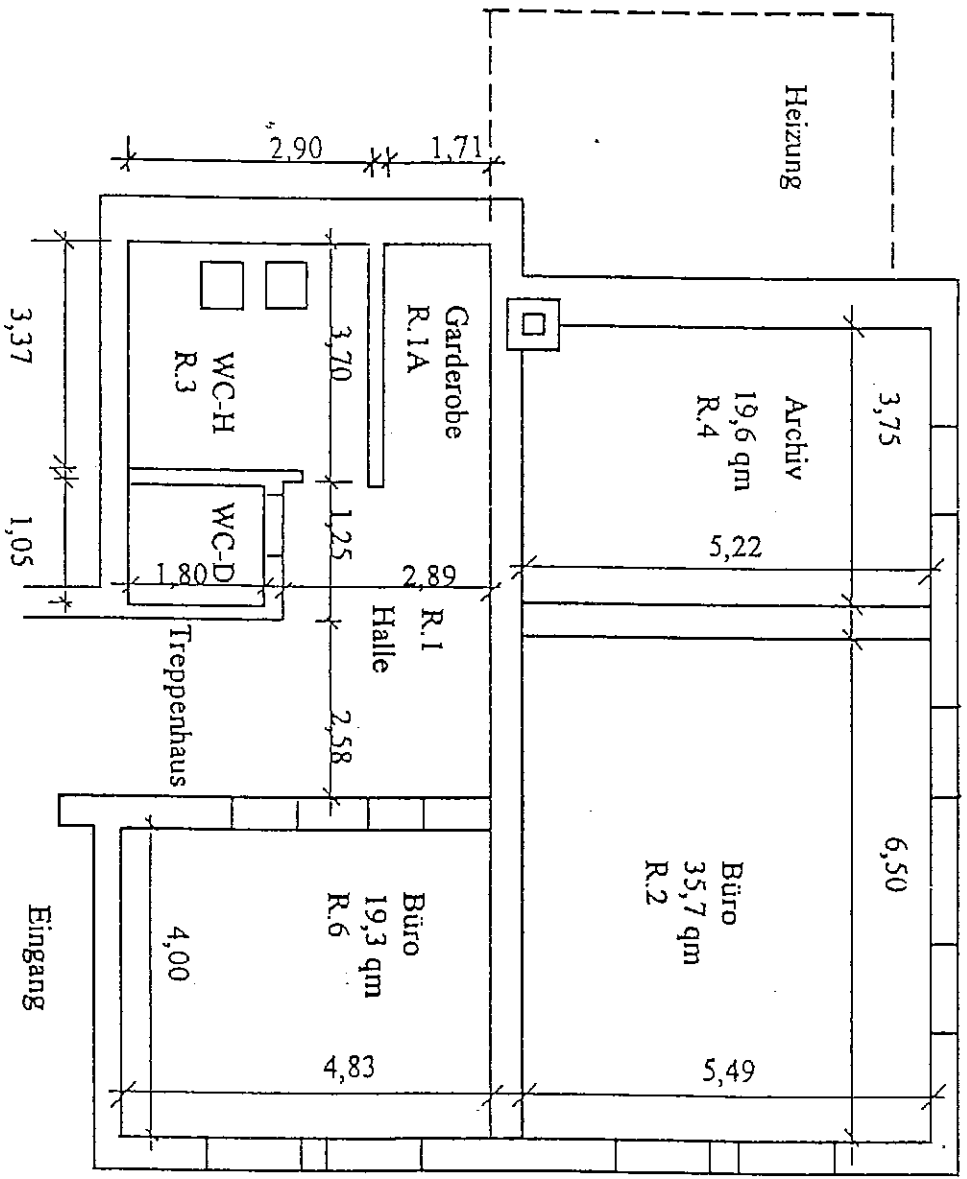 Heizung
2,90
1,71
Garderobe
R.1A
3,75
Archiv
19,6 qm
R.4
3,70
WC-H
R.3
3,37
5,22
1,25
WC-D
1,80
2,89
1,05
R.1
Halle
Treppenhaus
2,58
6,50
Büro
35,7 qm
R.2
Büro
19,3 qm
R.6
4,00
Eingang
4,83
5,49